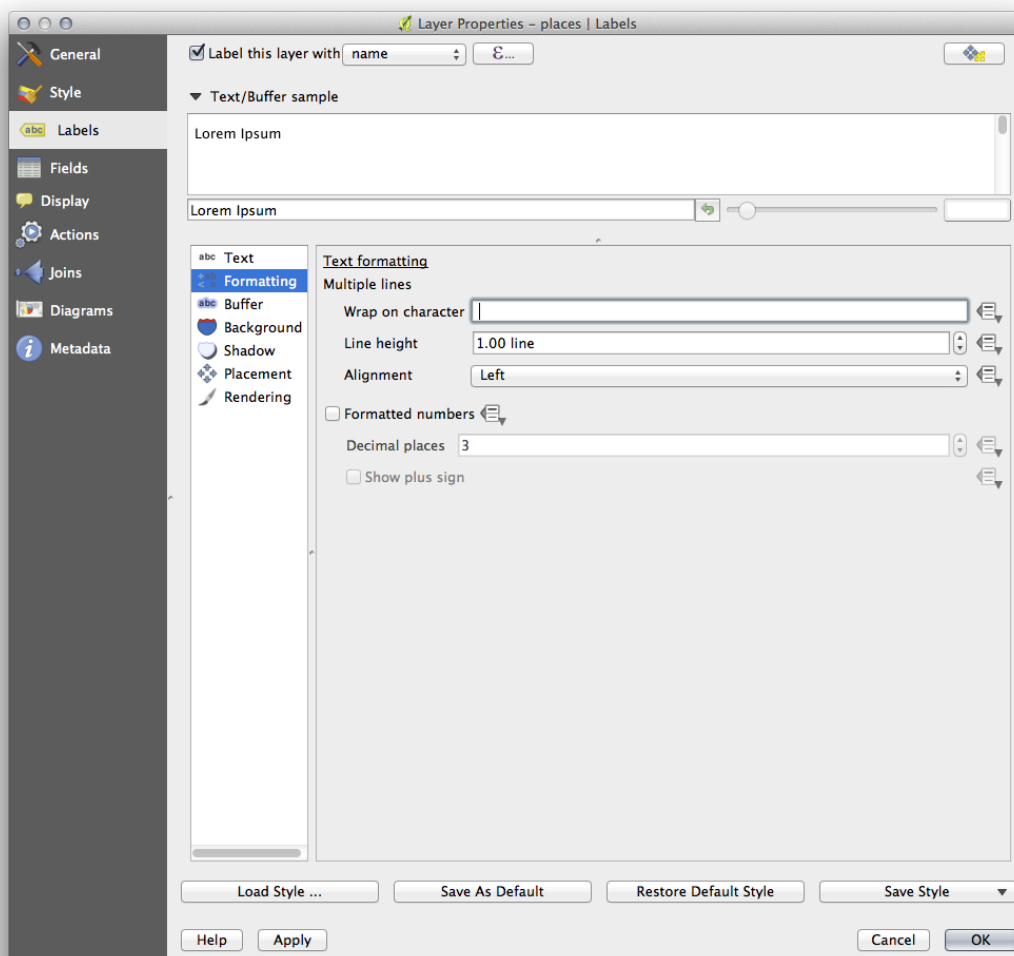 Layer Properties – places | Labels
General
Style
abc Labels
Fields
Display
Actions
Joins
Diagrams
Metadata
Label this layer with name ε...
Text/Buffer sample
Lorem Ipsum
Lorem Ipsum
abc Text
Formatting
abc Buffer
Background
Shadow
Placement
Rendering
Text formatting
Multiple lines
Wrap on character
Line height 1.00 line
Alignment Left
Formatted numbers
Decimal places 3
Show plus sign
Load Style ... Save As Default Restore Default Style Save Style
Help Apply Cancel OK